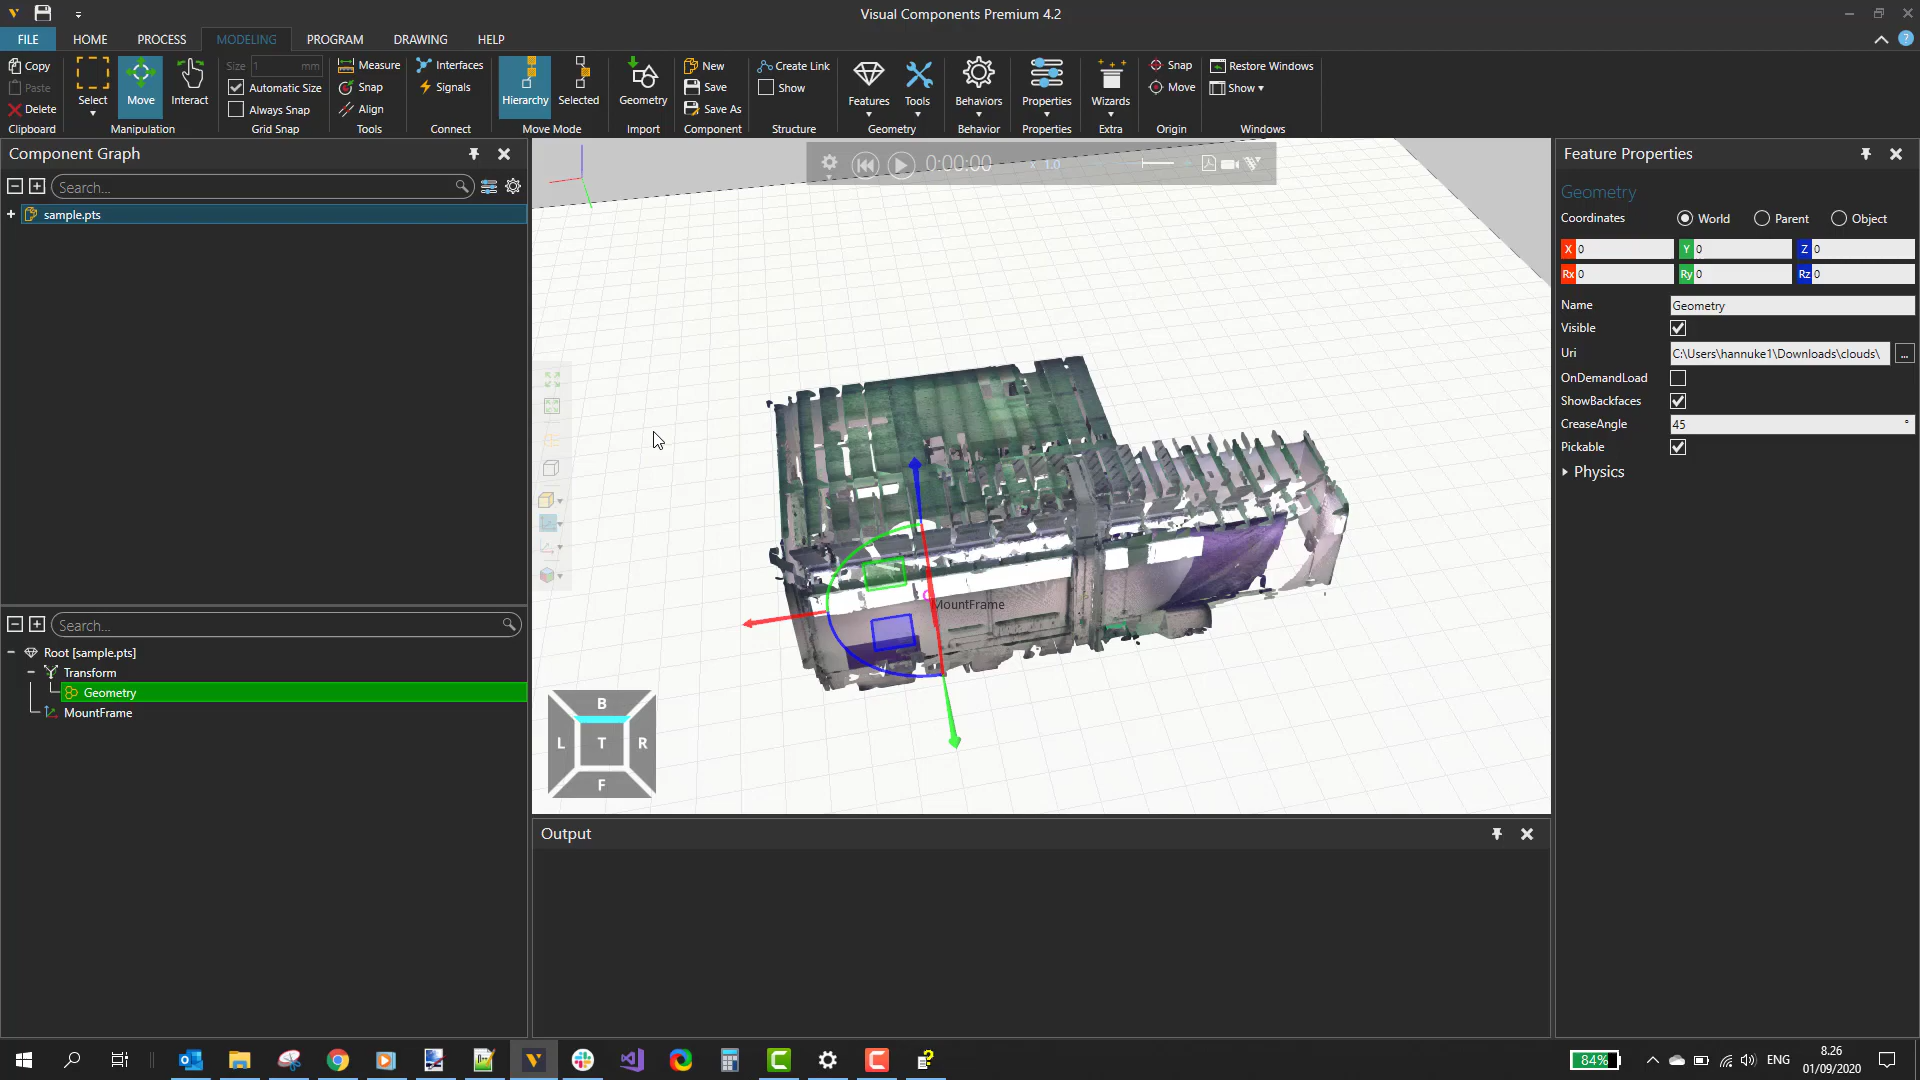 Visual Components Premium 4.2
FILE HOME PROCESS MODELING PROGRAM DRAWING HELP
Copy
Paste
Delete
Clipboard
Select
Move
Interact
Manipulation
Size 1 mm
Automatic Size
Always Snap
Grid Snap
Measure
Snap
Align
Tools
Interfaces
Signals
Connect
Hierarchy
Selected
Move Mode
Geometry
Import
New
Save
Save As
Component
Create Link
Show
Structure
Features
Tools
Geometry
Behaviors
Behavior
Properties
Properties
Wizards
Extra
Snap
Move
Origin
Restore Windows
Show
Windows
Component Graph
Search...
sample.pts
Search...
Root [sample.pts]
Transform
Geometry
MountFrame
0:00:00
x 1.0
MountFrame
B
L T R
F
Output
Feature Properties
Geometry
Coordinates World Parent Object
X 0 Y 0 Z 0
Rx 0 Ry 0 Rz 0
Name Geometry
Visible
Uri C:\Users\hannuke1\Downloads\clouds\ ...
OnDemandLoad
ShowBackfaces
CreaseAngle 45 °
Pickable
Physics
84%
ENG
8.26
01/09/2020